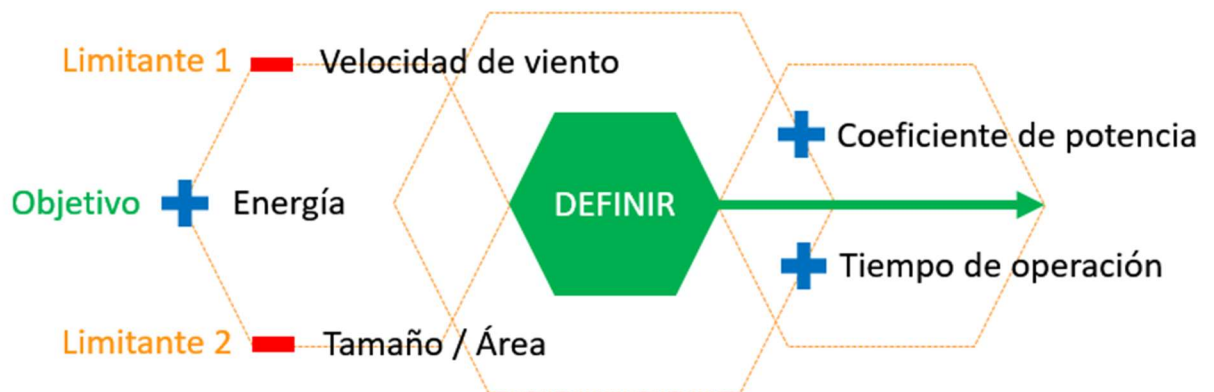 Limitante 1
Velocidad de viento
Coeficiente de potencia
Objetivo
Energía
DEFINIR
Tiempo de operación
Limitante 2
Tamaño / Área